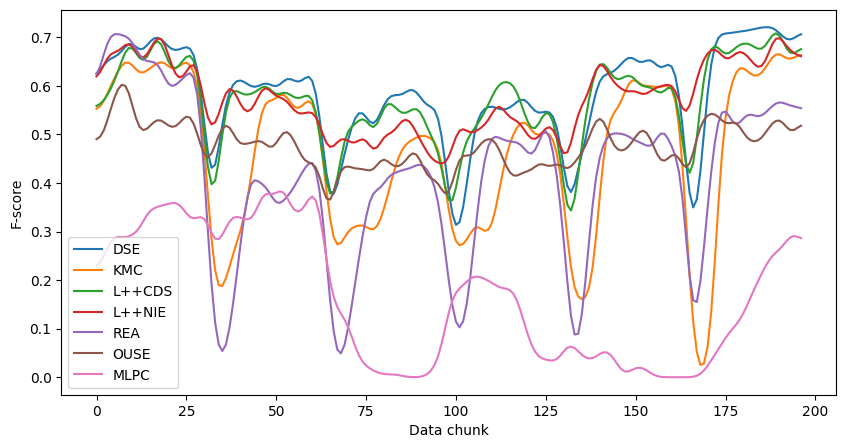 0.7
0.6
0.5
0.4
0.3
0.2
0.1
0.0
F-score
DSE
KMC
L++CDS
L++NIE
REA
OUSE
MLPC
0 25 50 75 100 125 150 175 200
Data chunk